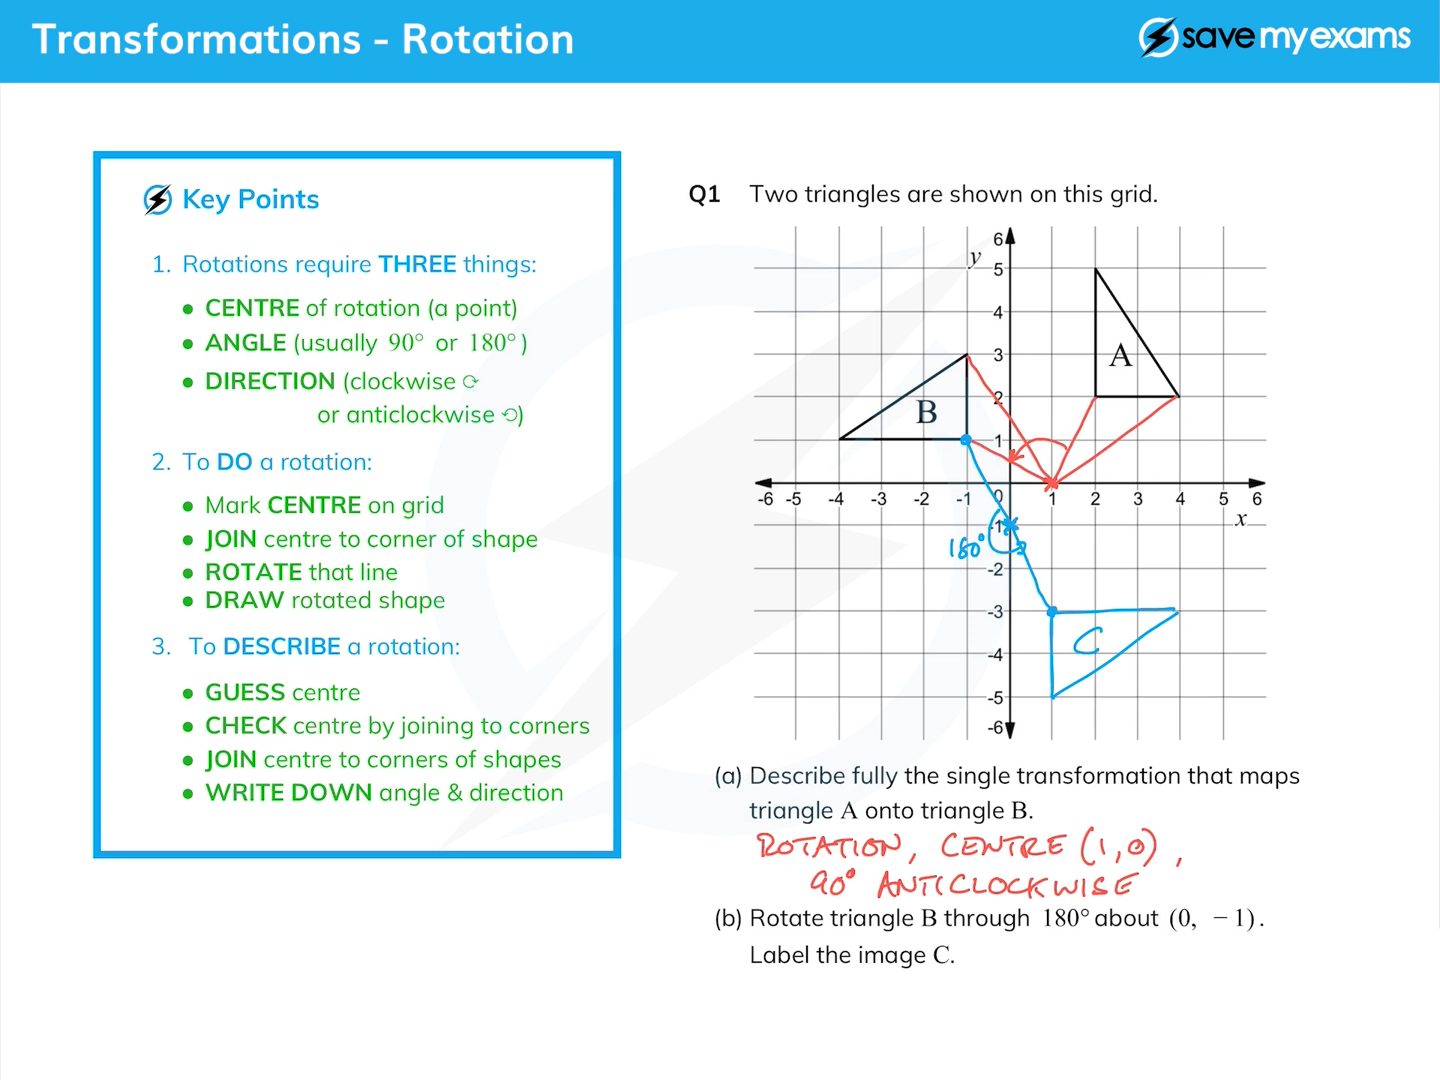 Transformations - Rotation
save my exams
Key Points
1. Rotations require THREE things:
• CENTRE of rotation (a point)
• ANGLE (usually 90° or 180°)
• DIRECTION (clockwise ⟳
or anticlockwise ⟲)
2. To DO a rotation:
• Mark CENTRE on grid
• JOIN centre to corner of shape
• ROTATE that line
• DRAW rotated shape
3. To DESCRIBE a rotation:
• GUESS centre
• CHECK centre by joining to corners
• JOIN centre to corners of shapes
• WRITE DOWN angle & direction
Q1 Two triangles are shown on this grid.
6
y
5
4
3
A
2
B
1
-6 -5 -4 -3 -2 -1 0 1 2 3 4 5 6
x
-1
180°
-2
-3
C
-4
-5
-6
(a) Describe fully the single transformation that maps
triangle A onto triangle B.
ROTATION, CENTRE (1,0),
90° ANTICLOCKWISE
(b) Rotate triangle B through 180° about (0, −1).
Label the image C.